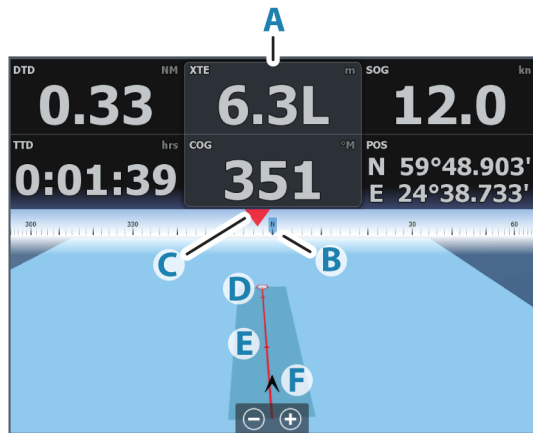 A
DTD NM XTE m SOG kn
0.33 6.3L 12.0
TTD hrs COG °M POS
0:01:39 351 N 59°48.903'
E 24°38.733'
300 330 N 30 60
C B
D
E
F